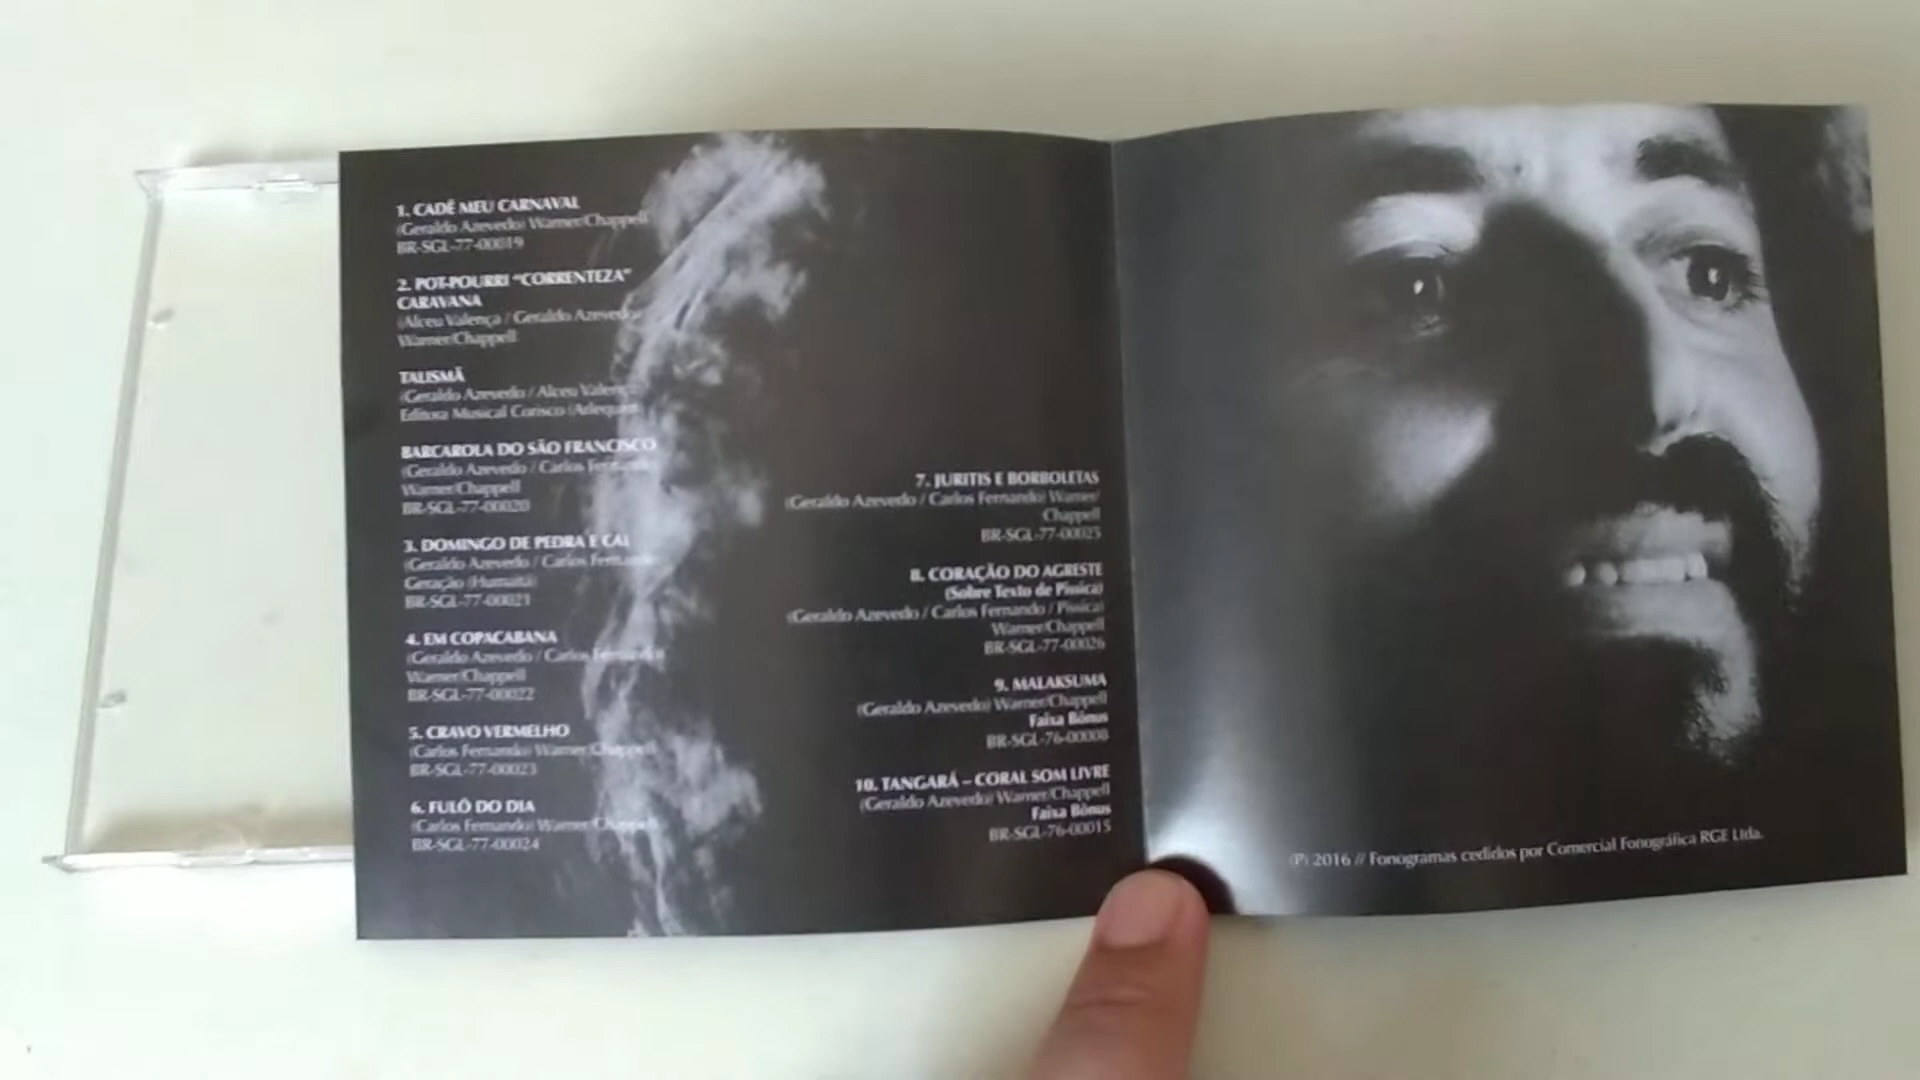 1. CADÊ MEU CARNAVAL
(Geraldo Azevedo) Warner/Chappell
BR-SGL-77-00019
2. POT-POURRI “CORRENTEZA”
CARAVANA
(Alceu Valença / Geraldo Azevedo)
Warner/Chappell
TALISMÃ
(Geraldo Azevedo / Alceu Valença)
Editora Musical Corisco (Arlequim)
BARCAROLA DO SÃO FRANCISCO
(Geraldo Azevedo / Carlos Fernando)
Warner/Chappell
BR-SGL-77-00020
3. DOMINGO DE PEDRA E CAL
(Geraldo Azevedo / Carlos Fernando)
Geração (Humaitá)
BR-SGL-77-00021
4. EM COPACABANA
(Geraldo Azevedo / Carlos Fernando)
Warner/Chappell
BR-SGL-77-00022
5. CRAVO VERMELHO
(Carlos Fernando) Warner/Chappell
BR-SGL-77-00023
6. FULÔ DO DIA
(Carlos Fernando) Warner/Chappell
BR-SGL-77-00024
7. JURITIS E BORBOLETAS
(Geraldo Azevedo / Carlos Fernando) Warner/
Chappell
BR-SGL-77-00025
8. CORAÇÃO DO AGRESTE
(Sobre Texto de Pissica)
(Geraldo Azevedo / Carlos Fernando / Pissica)
Warner/Chappell
BR-SGL-77-00026
9. MALAKSUMA
(Geraldo Azevedo) Warner/Chappell
Faixa Bônus
BR-SGL-76-00008
10. TANGARÁ – CORAL SOM LIVRE
(Geraldo Azevedo) Warner/Chappell
Faixa Bônus
BR-SGL-76-00015
(P) 2016 // Fonogramas cedidos por Comercial Fonográfica RGE Ltda.